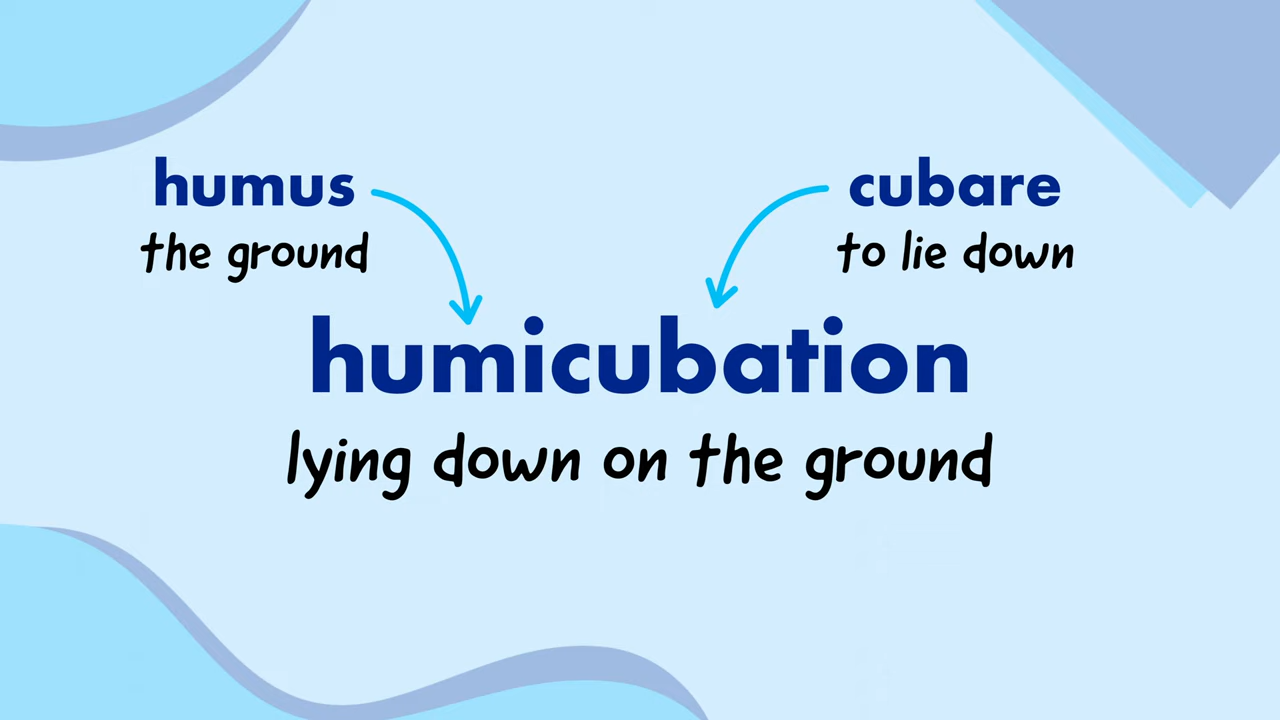 humus
the ground
cubare
to lie down
humicubation
lying down on the ground